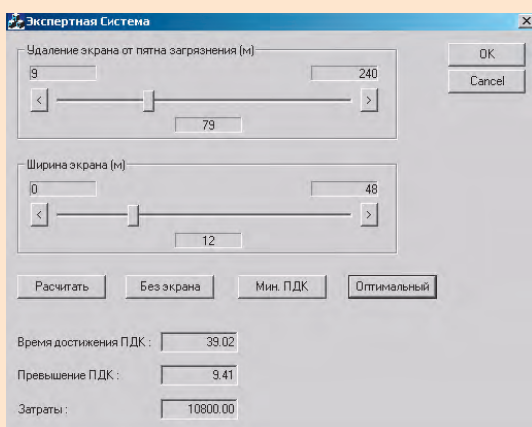 Экспертная Система
Удаление экрана от пятна загрязнения (м)
OK
9 240
Cancel
< >
79
Ширина экрана (м)
0 48
< >
12
Расчитать Без экрана Мин. ПДК Оптимальный
Время достижения ПДК : 39.02
Превышение ПДК : 9.41
Затраты : 10800.00